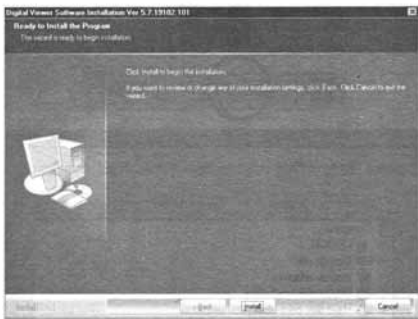 Digital Viewer Software Installation Ver 5.7.19102.101
Ready to Install the Program
The wizard is ready to begin installation.
Click Install to begin the installation.
If you want to review or change any of your installation settings, click Back. Click Cancel to exit the
wizard.
Back Install Cancel